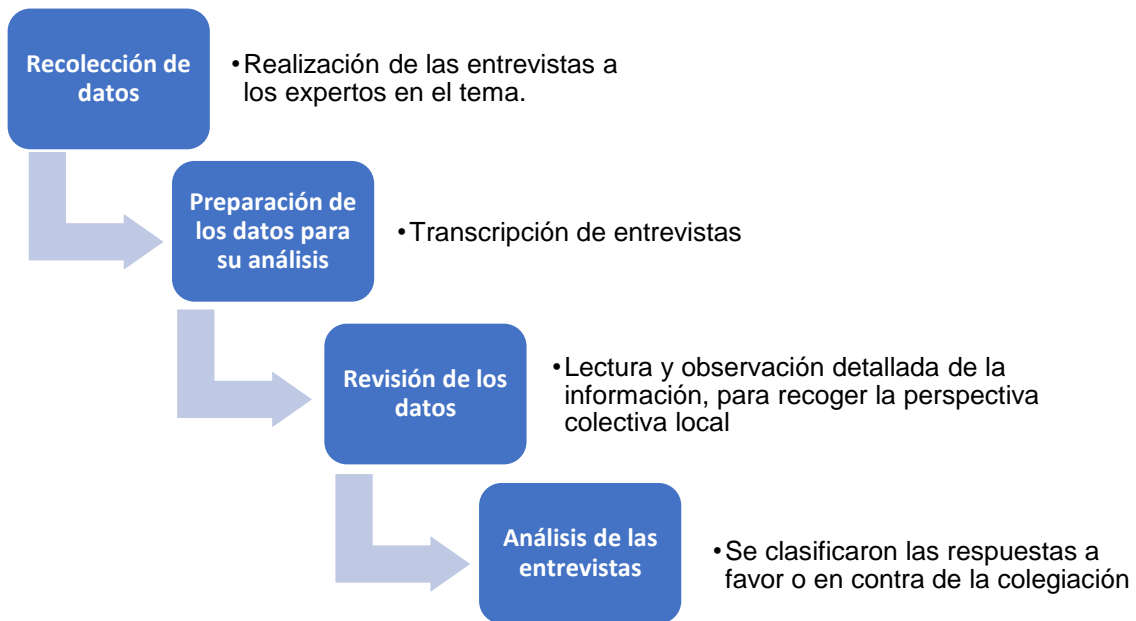 Recolección de
datos
•Realización de las entrevistas a
los expertos en el tema.
Preparación de
los datos para
su análisis
•Transcripción de entrevistas
Revisión de los
datos
•Lectura y observación detallada de la
información, para recoger la perspectiva
colectiva local
Análisis de las
entrevistas
•Se clasificaron las respuestas a
favor o en contra de la colegiación